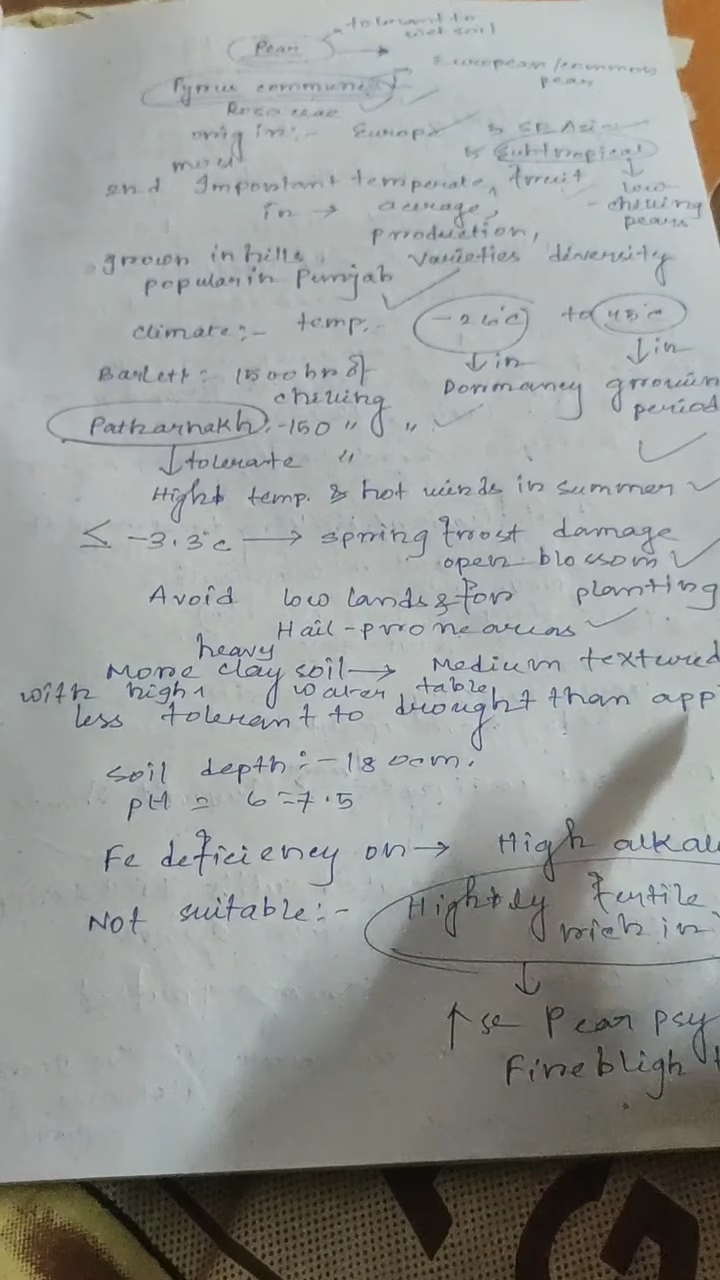 Pear → tolerant to wet soil
European/common pear
Pyrus communis
Rosaceae
origin:- Europe & SE Asia
most & Subtropical
2nd Important temperate, fruit ↓ low
in → acreage, chilling
production, pears
grown in hills, varieties diversity
popular in Punjab
climate:- temp. to 45°C
↓in ↓in
Barlett: 1500hrs of Dormancy growing
chilling period
Patharnakh:-150 " "
↓tolerate "
High temp. & hot winds in summer
≤ -3.3°c → spring frost damage
open blossom
Avoid low lands & for planting
Hail-prone areas
heavy
More clay soil → Medium textured
with high water table
less tolerant to drought than app
soil depth:-180cm.
pH = 6-7.5
Fe deficiency on → High alkal
Not suitable:- Highly fertile
rich in
↓
↑se Pear psy
Fire bligh